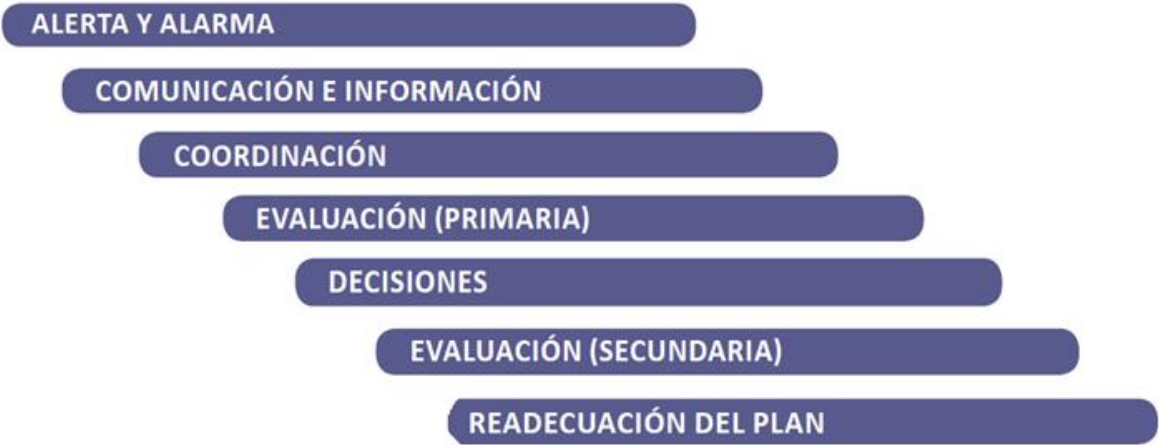 ALERTA Y ALARMA
COMUNICACIÓN E INFORMACIÓN
COORDINACIÓN
EVALUACIÓN (PRIMARIA)
DECISIONES
EVALUACIÓN (SECUNDARIA)
READECUACIÓN DEL PLAN